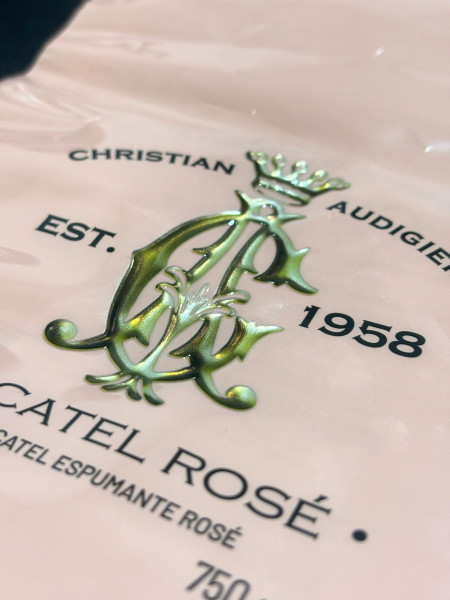 CHRISTIAN AUDIGIE
EST. 1958
CATEL ROSÉ •
CATEL ESPUMANTE ROSÉ
750